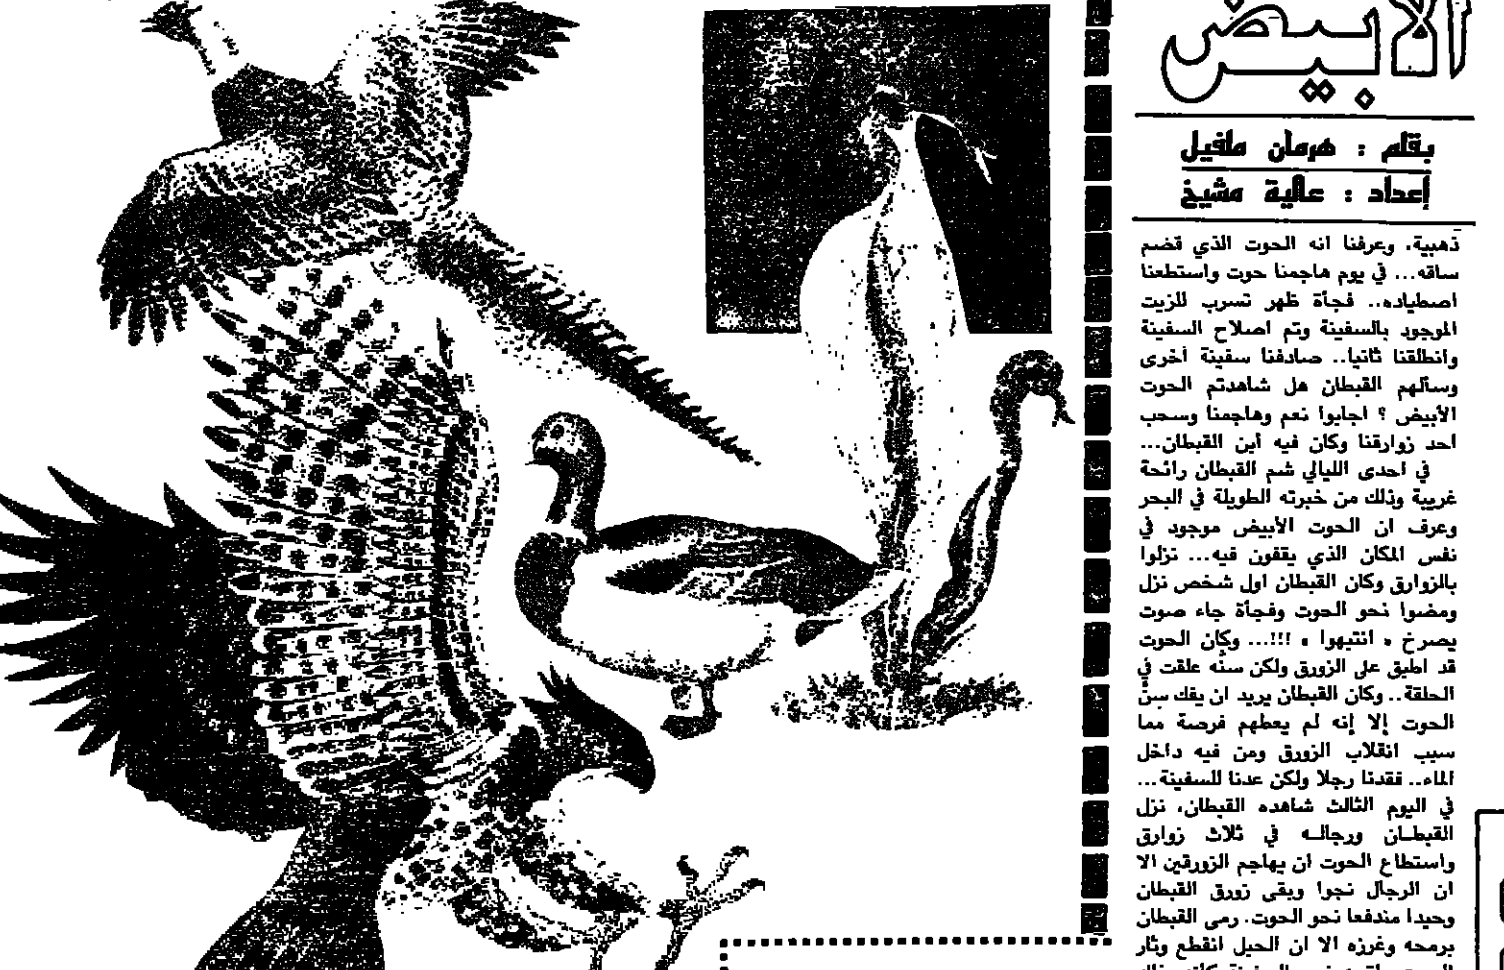 الأبيض
بقلم : هرمان ملفيل
إعداد : عالية مشيخ
ذهبية، وعرفنا انه الحوت الذي قضم
ساقه... في يوم هاجمنا حوت واستطعنا
اصطياده.. فجأة ظهر تسرب للزيت
الموجود بالسفينة وتم اصلاح السفينة
وانطلقنا ثانيا.. صادفنا سفينة أخرى
وسألهم القبطان هل شاهدتم الحوت
الأبيض ؟ اجابوا نعم وهاجمنا وسحب
احد زوارقنا وكان فيه أبن القبطان...
في احدى الليالي شم القبطان رائحة
غريبة وذلك من خبرته الطويلة في البحر
وعرف ان الحوت الأبيض موجود في
نفس المكان الذي يقفون فيه... نزلوا
بالزوارق وكان القبطان اول شخص نزل
ومضوا نحو الحوت وفجأة جاء صوت
يصرخ « انتبهوا » !!!... وكان الحوت
قد اطبق على الزورق ولكن سنّه علقت في
الحلقة.. وكان القبطان يريد ان يفك سنّ
الحوت إلا إنه لم يعطهم فرصة مما
سبب انقلاب الزورق ومن فيه داخل
الماء.. فقدنا رجلا ولكن عدنا للسفينة...
في اليوم الثالث شاهده القبطان، نزل
القبطـان ورجالـه في ثلاث زوارق
واستطاع الحوت ان يهاجم الزورقين الا
ان الرجال نجوا وبقى زورق القبطان
وحيدا مندفعا نحو الحوت. رمى القبطان
برمحه وغرزه الا ان الحبل انقطع وثار